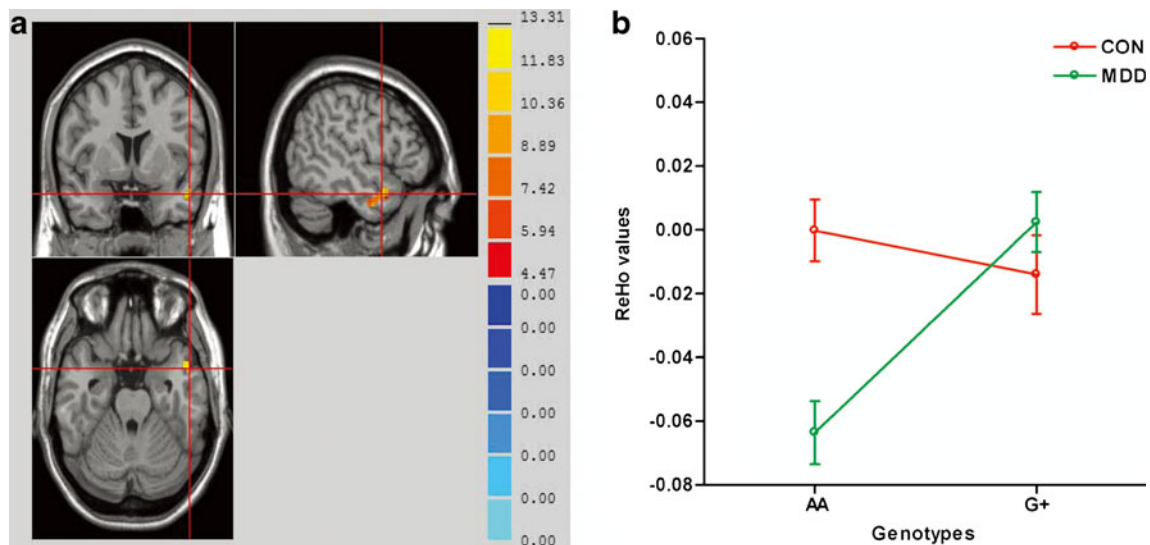 a
13.31
11.83
10.36
8.89
7.42
5.94
4.47
0.00
0.00
0.00
0.00
0.00
0.00
0.00
b
CON
MDD
0.06
0.04
0.02
0.00
-0.02
-0.04
-0.06
-0.08
ReHo values
AA
G+
Genotypes